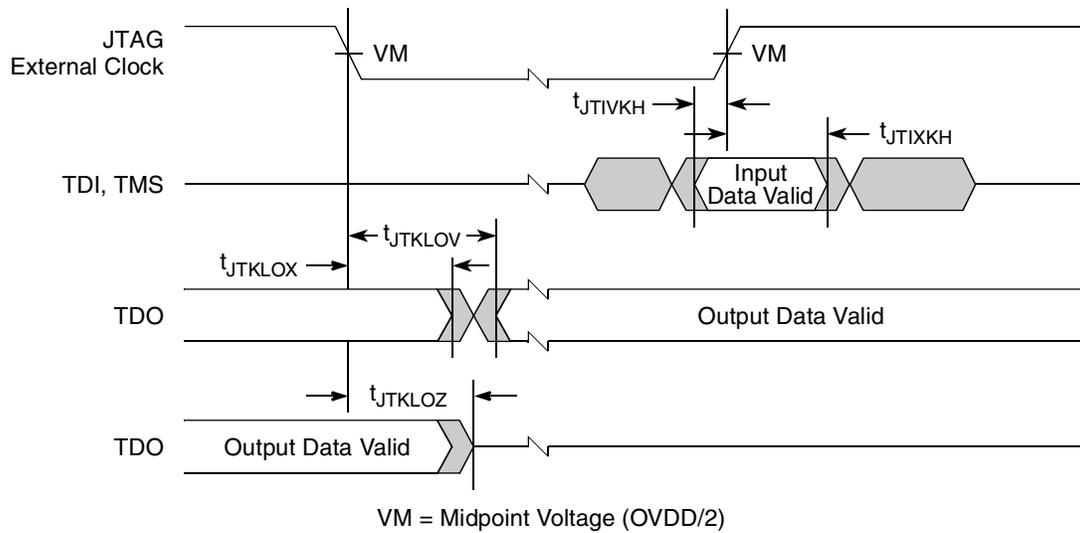 JTAG
External Clock
VM
VM
tJTIVKH
tJTIXKH
TDI, TMS
Input
Data Valid
tJTKLOV
tJTKLOX
TDO
Output Data Valid
tJTKLOZ
TDO
Output Data Valid
VM = Midpoint Voltage (OVDD/2)